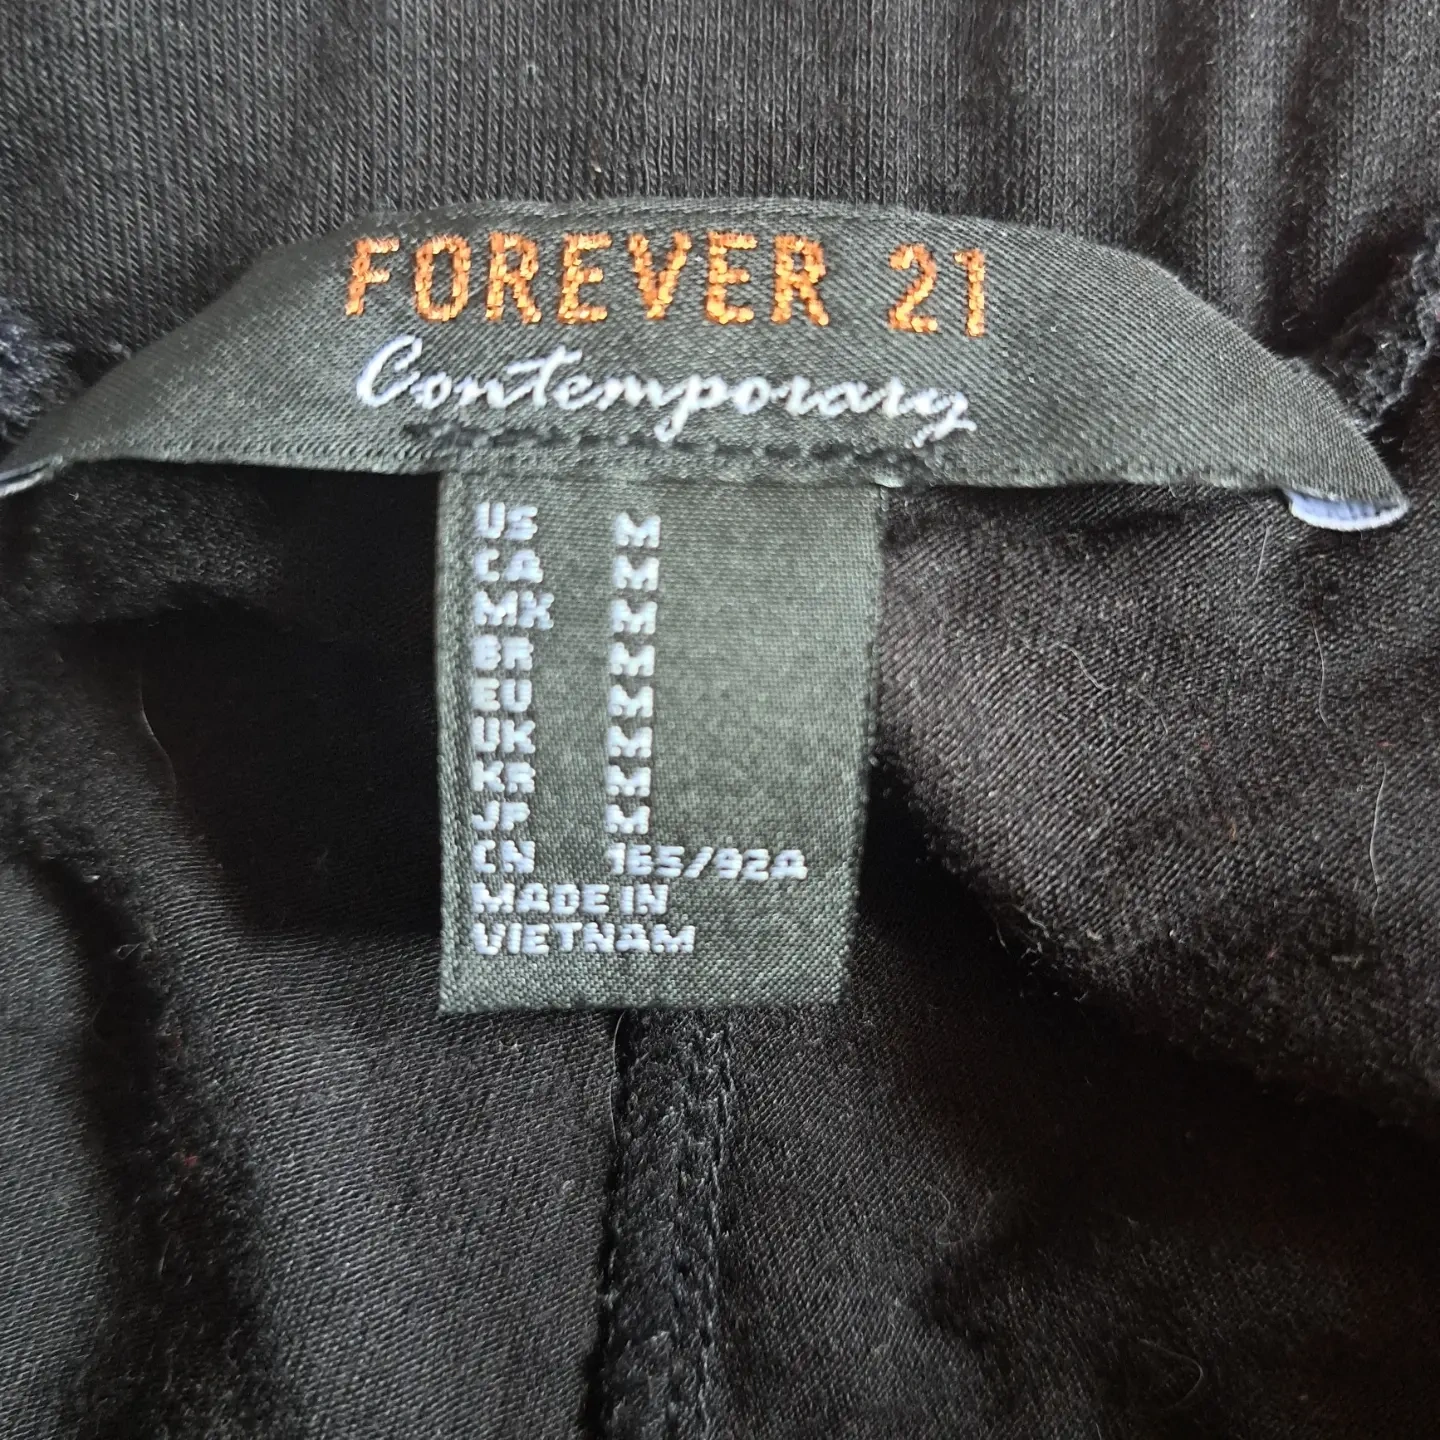 FOREVER 21
Contemporary
US M
CA M
MX M
BR M
EU M
UK M
KR M
JP M
CN 165/92A
MADE IN
VIETNAM